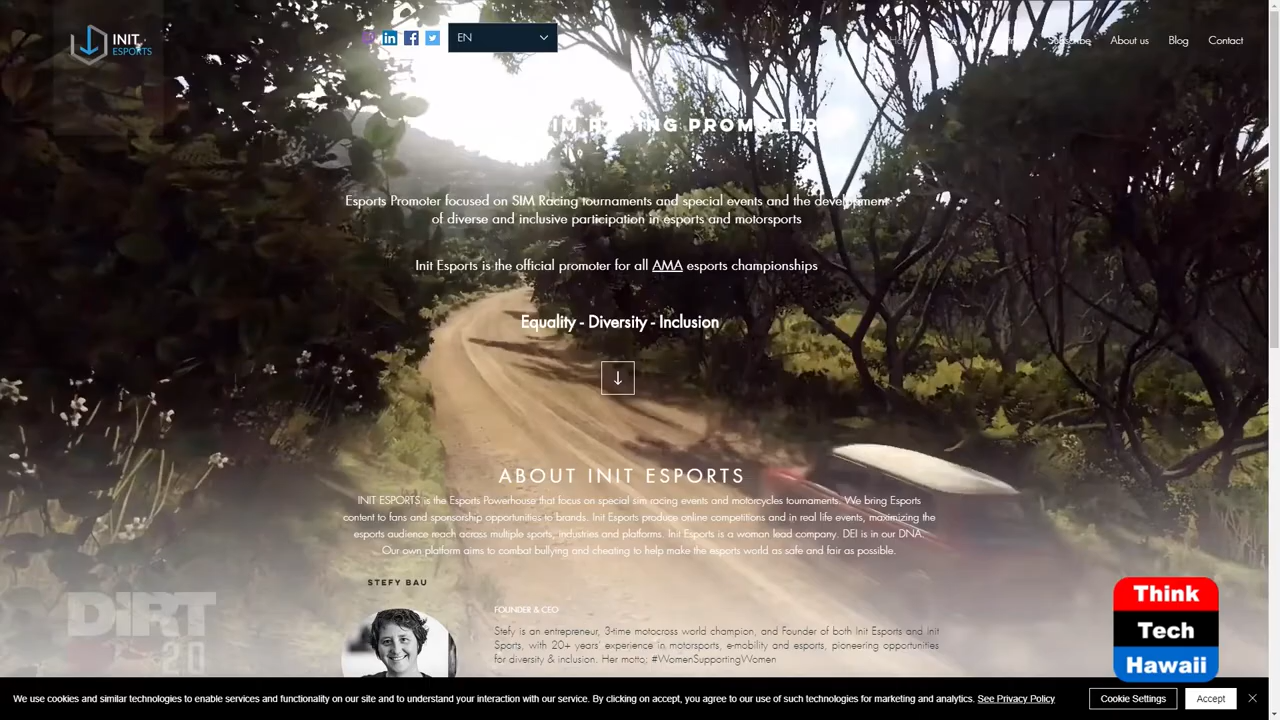 INIT
ESPORTS
EN
Subscribe
About us
Blog
Contact
SIM RACING PROMOTER
Esports Promoter focused on SIM Racing tournaments and special events and the development
of diverse and inclusive participation in esports and motorsports
Init Esports is the official promoter for all AMA esports championships
Equality - Diversity - Inclusion
ABOUT INIT ESPORTS
INIT ESPORTS is the Esports Powerhouse that focus on special sim racing events and motorcycles tournaments. We bring Esports
content to fans and sponsorship opportunities to brands. Init Esports produce online competitions and in real life events, maximizing the
esports audience reach across multiple sports, industries and platforms. Init Esports is a woman lead company. DEI is in our DNA.
Our own platform aims to combat bullying and cheating to help make the esports world as safe and fair as possible.
STEFY BAU
FOUNDER & CEO
Stefy is an entrepreneur, 3-time motocross world champion, and Founder of both Init Esports and Init
Sports, with 20+ years' experience in motorsports, e-mobility and esports, pioneering opportunities
for diversity & inclusion. Her motto; #WomenSupportingWomen
DiRT
2.0
Think
Tech
Hawaii
We use cookies and similar technologies to enable services and functionality on our site and to understand your interaction with our service. By clicking on accept, you agree to our use of such technologies for marketing and analytics. See Privacy Policy
Cookie Settings
Accept